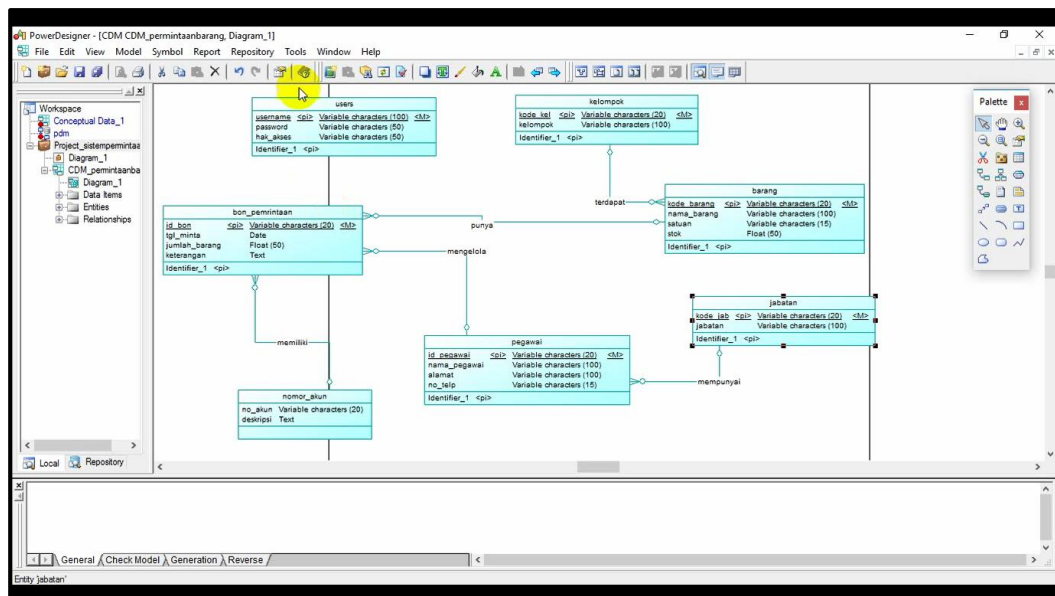 PowerDesigner - [CDM CDM_permintaanbarang, Diagram_1]
File Edit View Model Symbol Report Repository Tools Window Help
Workspace
Conceptual Data_1
pdm
Project_sistempermintaa
Diagram_1
CDM_permintaanba
Diagram_1
Data Items
Entities
Relationships
Local Repository
users
username <pi> Variable characters (100) <M>
password Variable characters (50)
hak_akses Variable characters (50)
Identifier_1 <pi>
kelompok
kode_kel <pi> Variable characters (20) <M>
kelompok Variable characters (100)
Identifier_1 <pi>
terdapat
barang
kode_barang <pi> Variable characters (20) <M>
nama_barang Variable characters (100)
satuan Variable characters (15)
stok Float (50)
Identifier_1 <pi>
bon_pemrintaan
id_bon <pi> Variable characters (20) <M>
tgl_minta Date
jumlah_barang Float (50)
keterangan Text
Identifier_1 <pi>
punya
mengelola
jabatan
kode_jab <pi> Variable characters (20) <M>
jabatan Variable characters (100)
Identifier_1 <pi>
memiliki
pegawai
id_pegawai <pi> Variable characters (20) <M>
nama_pegawai Variable characters (100)
alamat Variable characters (100)
no_telp Variable characters (15)
Identifier_1 <pi>
mempunyai
nomor_akun
no_akun Variable characters (20)
deskripsi Text
Palette
General Check Model Generation Reverse
Entity 'jabatan'